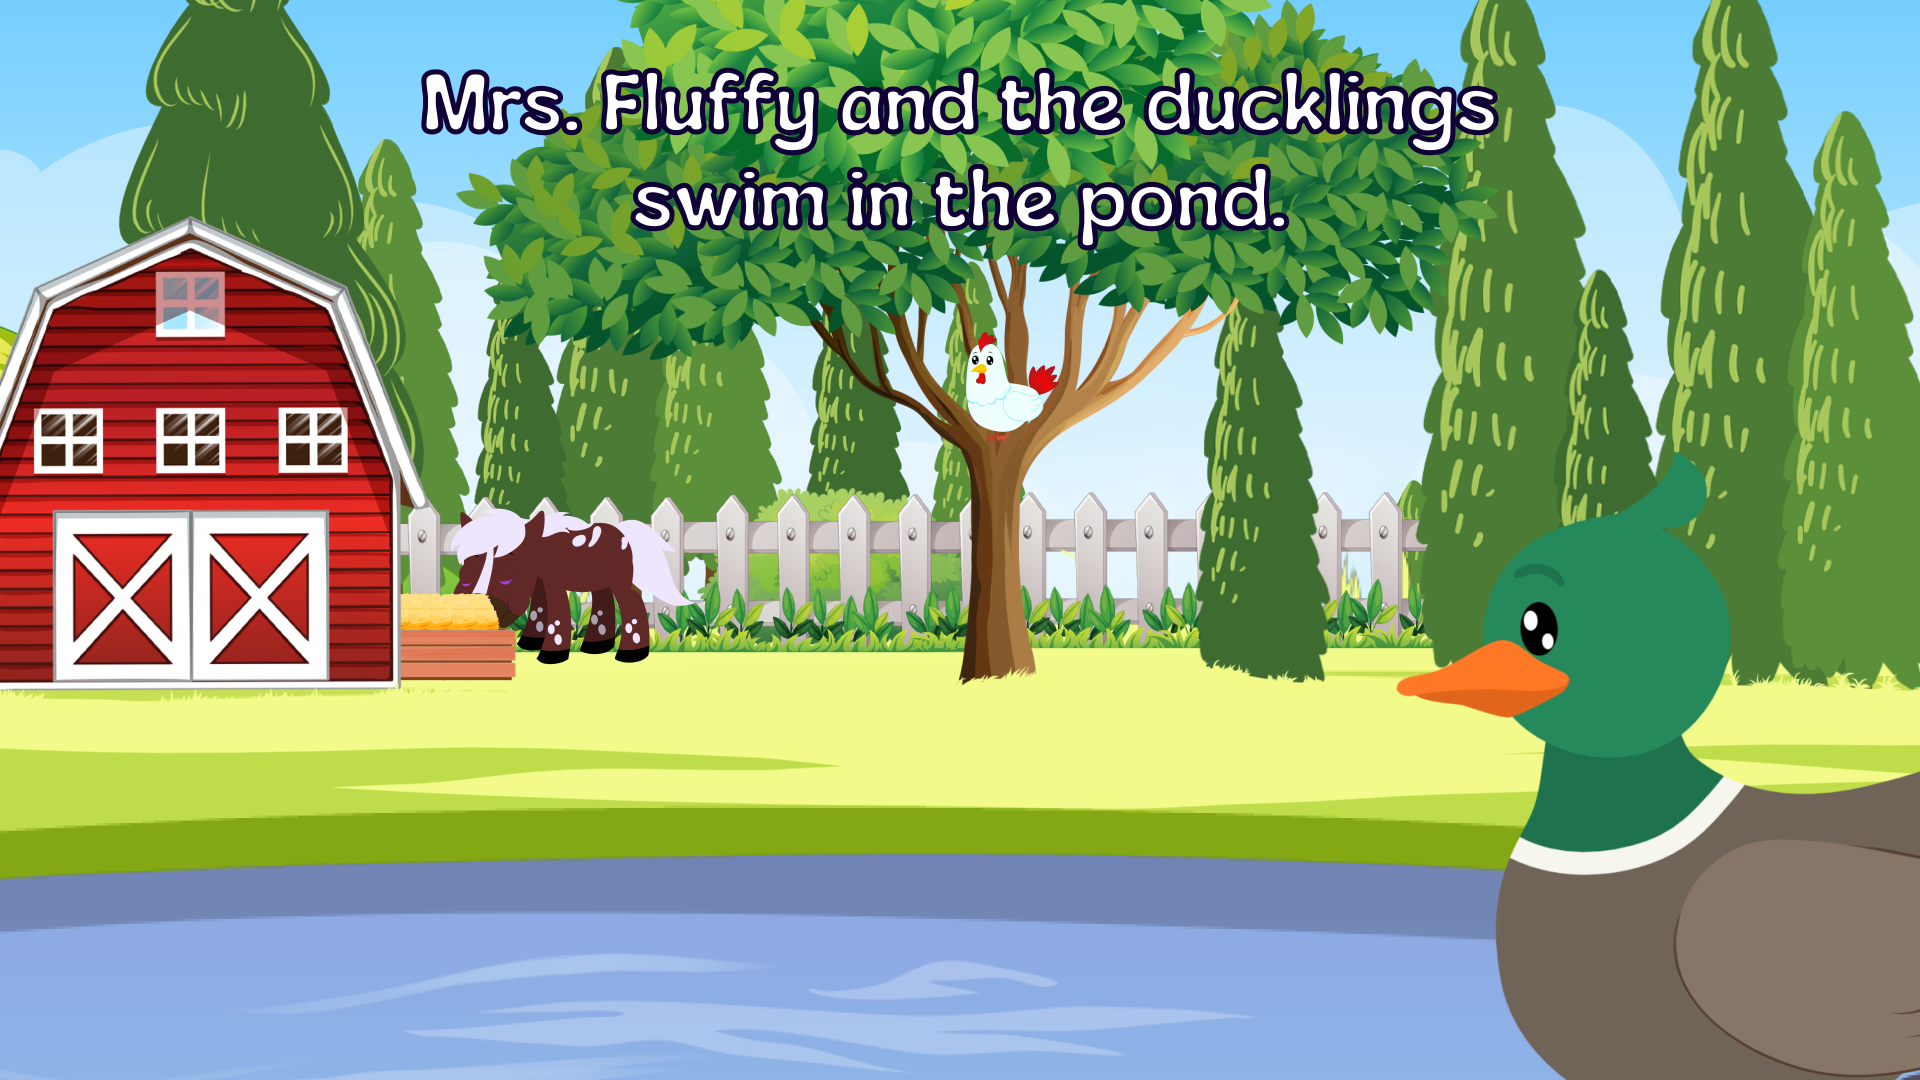 Mrs. Fluffy and the ducklings
swim in the pond.